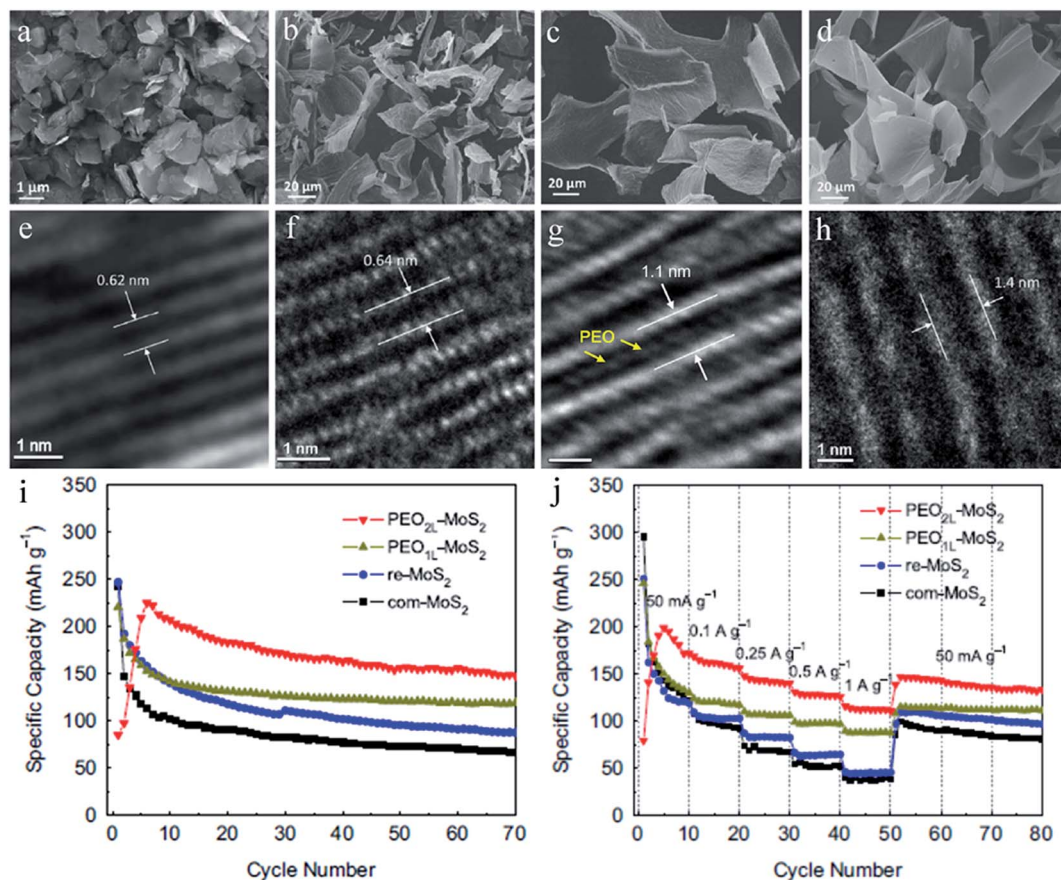 a
1 μm
b
20 μm
c
20 μm
d
20 μm
e
0.62 nm
1 nm
f
0.64 nm
1 nm
g
1.1 nm
PEO
h
1.4 nm
1 nm
i
350
300
250
200
150
100
50
0
Specific Capacity (mAh g⁻¹)
PEO₂L–MoS₂
PEO₁L–MoS₂
re-MoS₂
com-MoS₂
0 10 20 30 40 50 60 70
Cycle Number
j
350
300
250
200
150
100
50
0
Specific Capacity (mAh g⁻¹)
PEO₂L–MoS₂
PEO₁L–MoS₂
re-MoS₂
com-MoS₂
50 mA g⁻¹
0.1 A g⁻¹
0.25 A g⁻¹
0.5 A g⁻¹
1 A g⁻¹
50 mA g⁻¹
0 10 20 30 40 50 60 70 80
Cycle Number